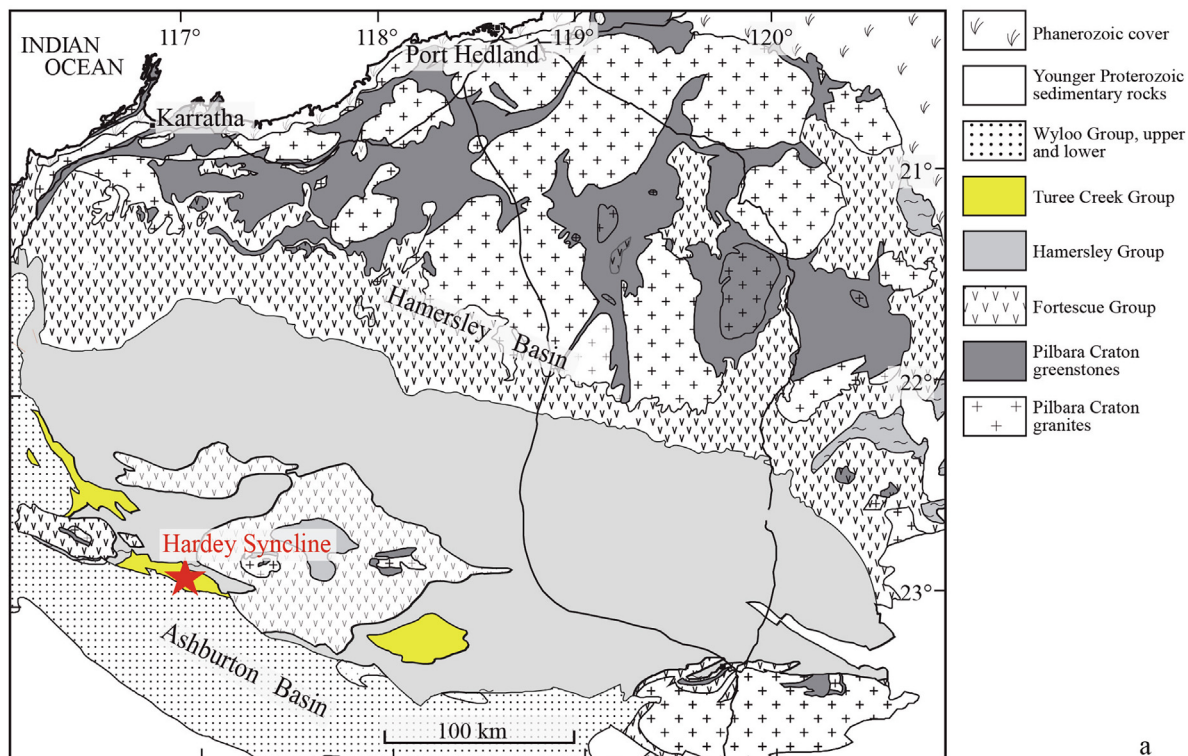 INDIAN
OCEAN
117°
118°
119°
120°
Port Hedland
Karratha
21°
Hamersley Basin
22°
Hardey Syncline
23°
Ashburton Basin
100 km
Phanerozoic cover
Younger Proterozoic
sedimentary rocks
Wyloo Group, upper
and lower
Turee Creek Group
Hamersley Group
Fortescue Group
Pilbara Craton
greenstones
Pilbara Craton
granites
a